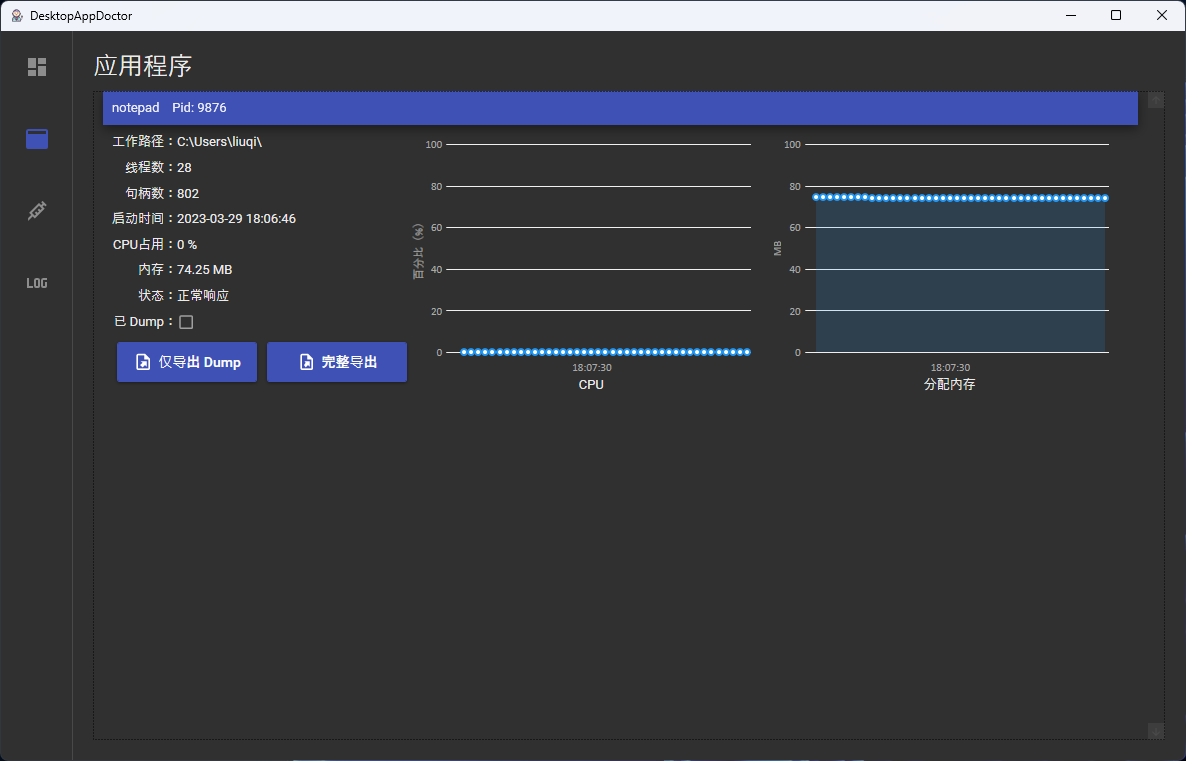 DesktopAppDoctor
应用程序
notepad Pid: 9876
工作路径：C:\Users\liuqi\
线程数：28
句柄数：802
启动时间：2023-03-29 18:06:46
CPU占用：0 %
内存：74.25 MB
状态：正常响应
已 Dump：
仅导出 Dump
完整导出
LOG
百分比（%）
100
80
60
40
20
0
18:07:30
CPU
MB
100
80
60
40
20
0
18:07:30
分配内存